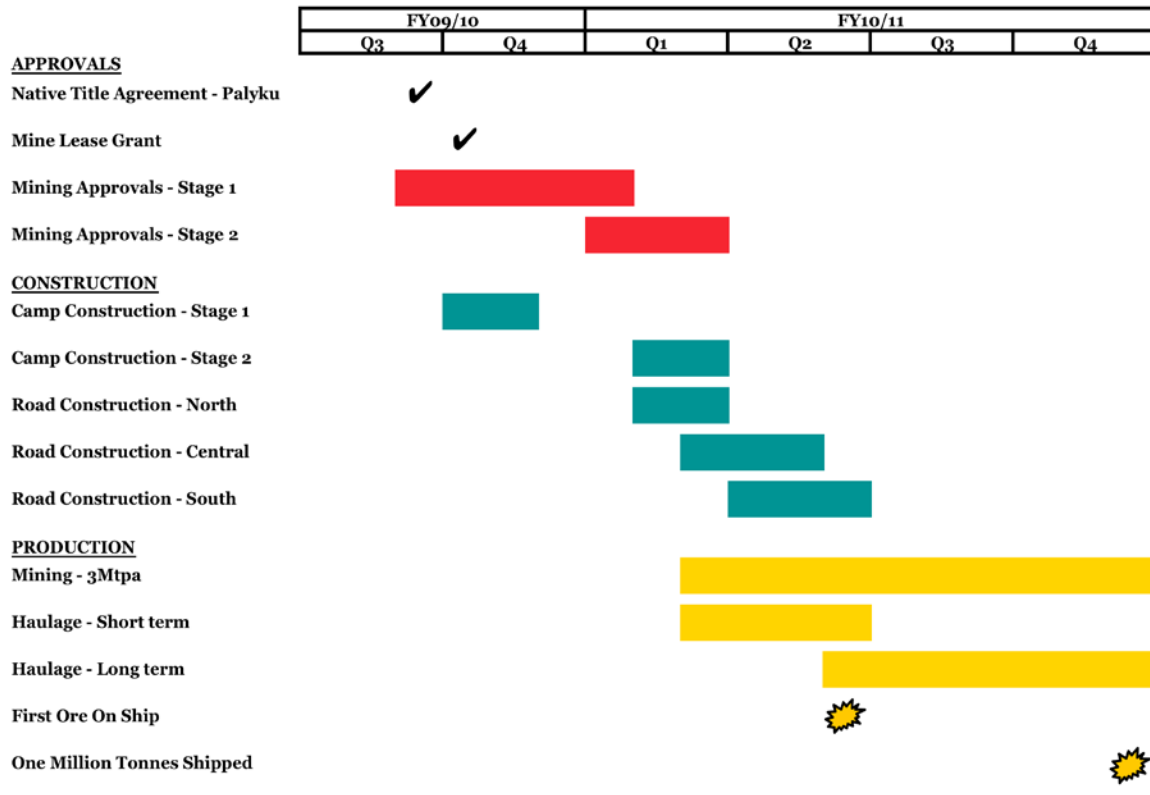 FY09/10 FY10/11
Q3 Q4 Q1 Q2 Q3 Q4
APPROVALS
Native Title Agreement - Palyku
Mine Lease Grant
Mining Approvals - Stage 1
Mining Approvals - Stage 2
CONSTRUCTION
Camp Construction - Stage 1
Camp Construction - Stage 2
Road Construction - North
Road Construction - Central
Road Construction - South
PRODUCTION
Mining - 3Mtpa
Haulage - Short term
Haulage - Long term
First Ore On Ship
One Million Tonnes Shipped